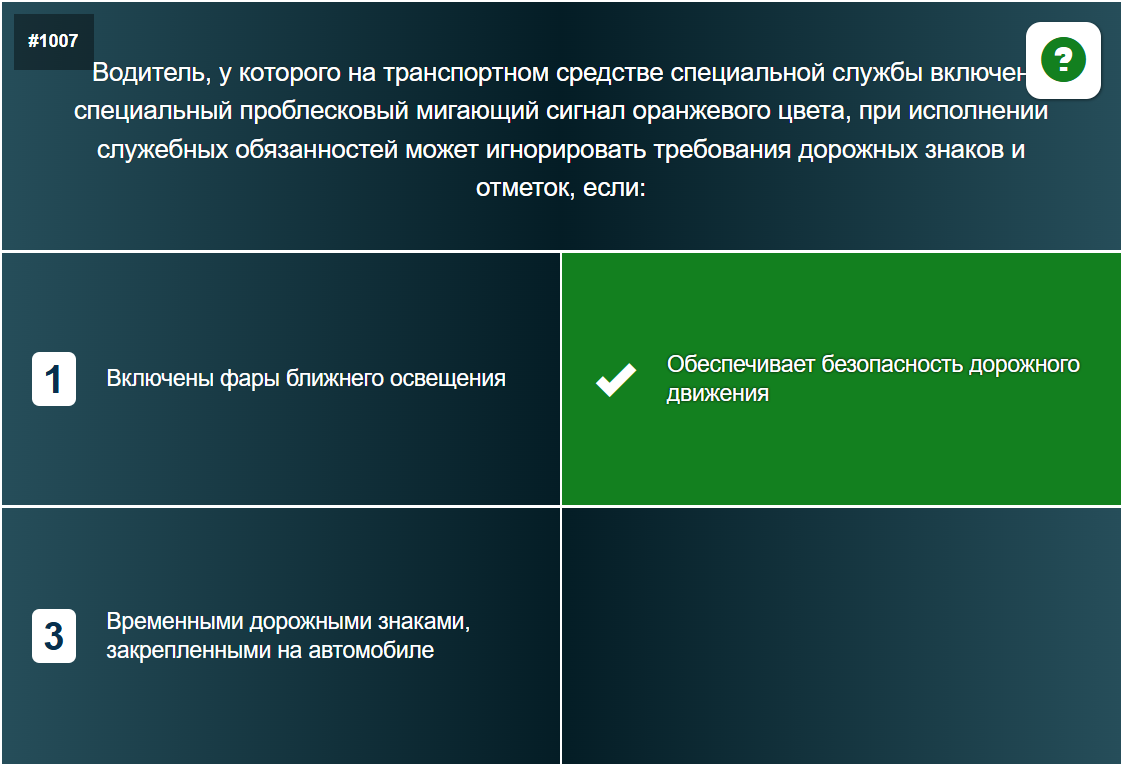 #1007
?
Водитель, у которого на транспортном средстве специальной службы включен
специальный проблесковый мигающий сигнал оранжевого цвета, при исполнении
служебных обязанностей может игнорировать требования дорожных знаков и
отметок, если:
1
Включены фары ближнего освещения
Обеспечивает безопасность дорожного
движения
3
Временными дорожными знаками,
закрепленными на автомобиле